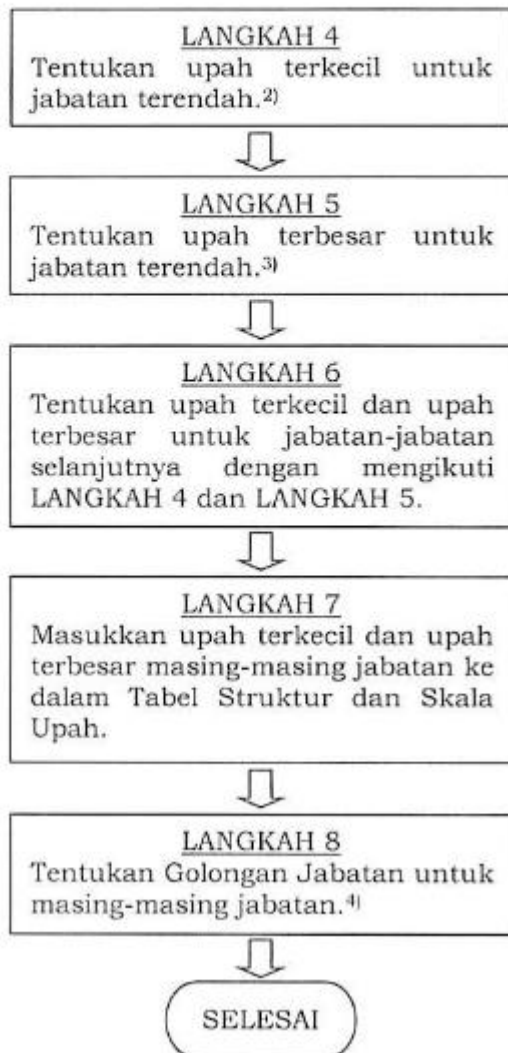 LANGKAH 4
Tentukan upah terkecil untuk
jabatan terendah.2)
LANGKAH 5
Tentukan upah terbesar untuk
jabatan terendah.3)
LANGKAH 6
Tentukan upah terkecil dan upah
terbesar untuk jabatan-jabatan
selanjutnya dengan mengikuti
LANGKAH 4 dan LANGKAH 5.
LANGKAH 7
Masukkan upah terkecil dan upah
terbesar masing-masing jabatan ke
dalam Tabel Struktur dan Skala
Upah.
LANGKAH 8
Tentukan Golongan Jabatan untuk
masing-masing jabatan.4)
SELESAI